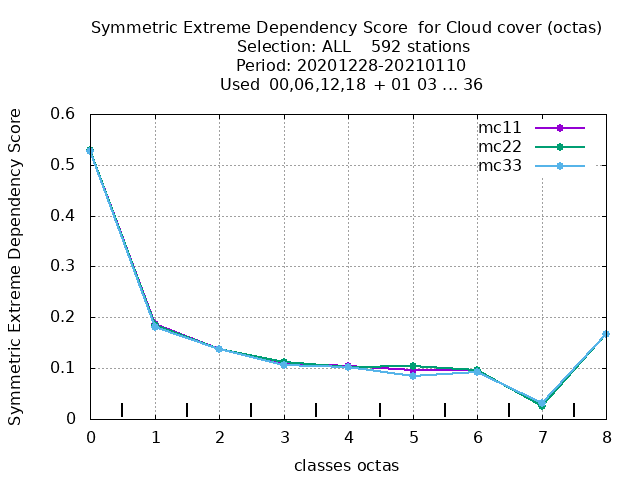 Symmetric Extreme Dependency Score  for Cloud cover (octas)
Selection: ALL    592 stations
Period: 20201228-20210110
Used  00,06,12,18  + 01 03 ... 36
Symmetric Extreme Dependency Score
0.6
0.5
0.4
0.3
0.2
0.1
0
mc11
mc22
mc33
0 1 2 3 4 5 6 7 8
classes octas